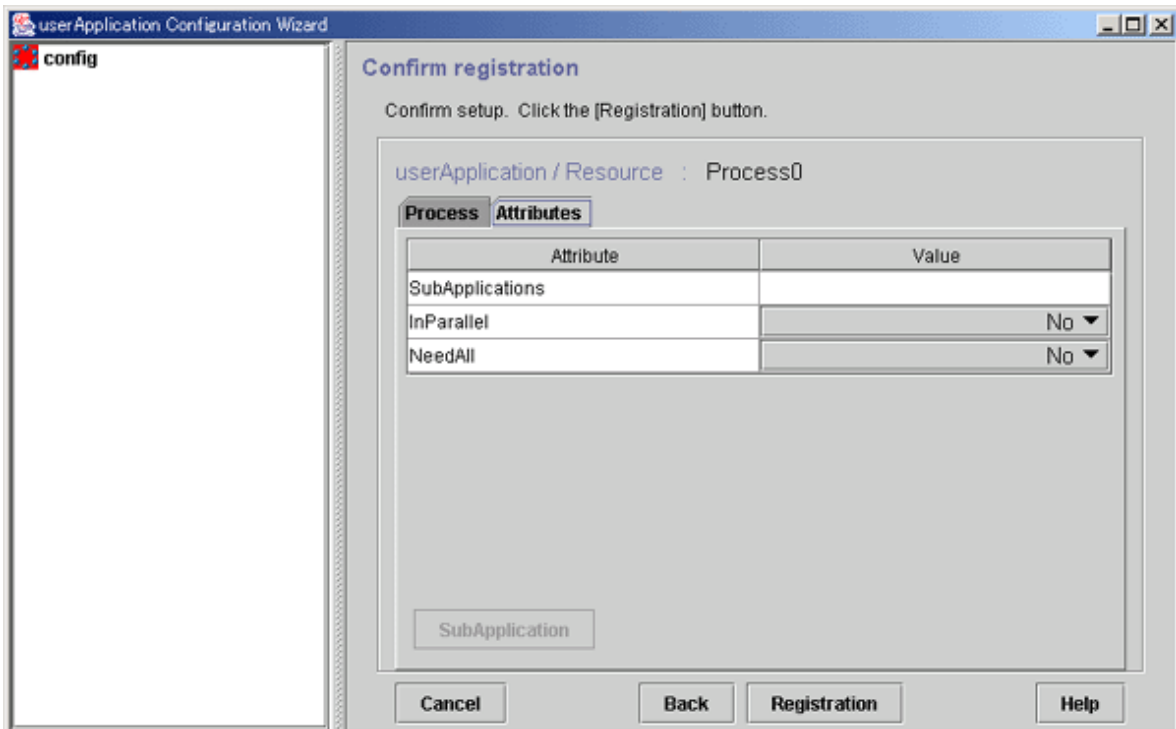 userApplication Configuration Wizard
config
Confirm registration
Confirm setup. Click the [Registration] button.
userApplication / Resource : Process0
Process Attributes
Attribute Value
SubApplications
InParallel No
NeedAll No
SubApplication
Cancel Back Registration Help